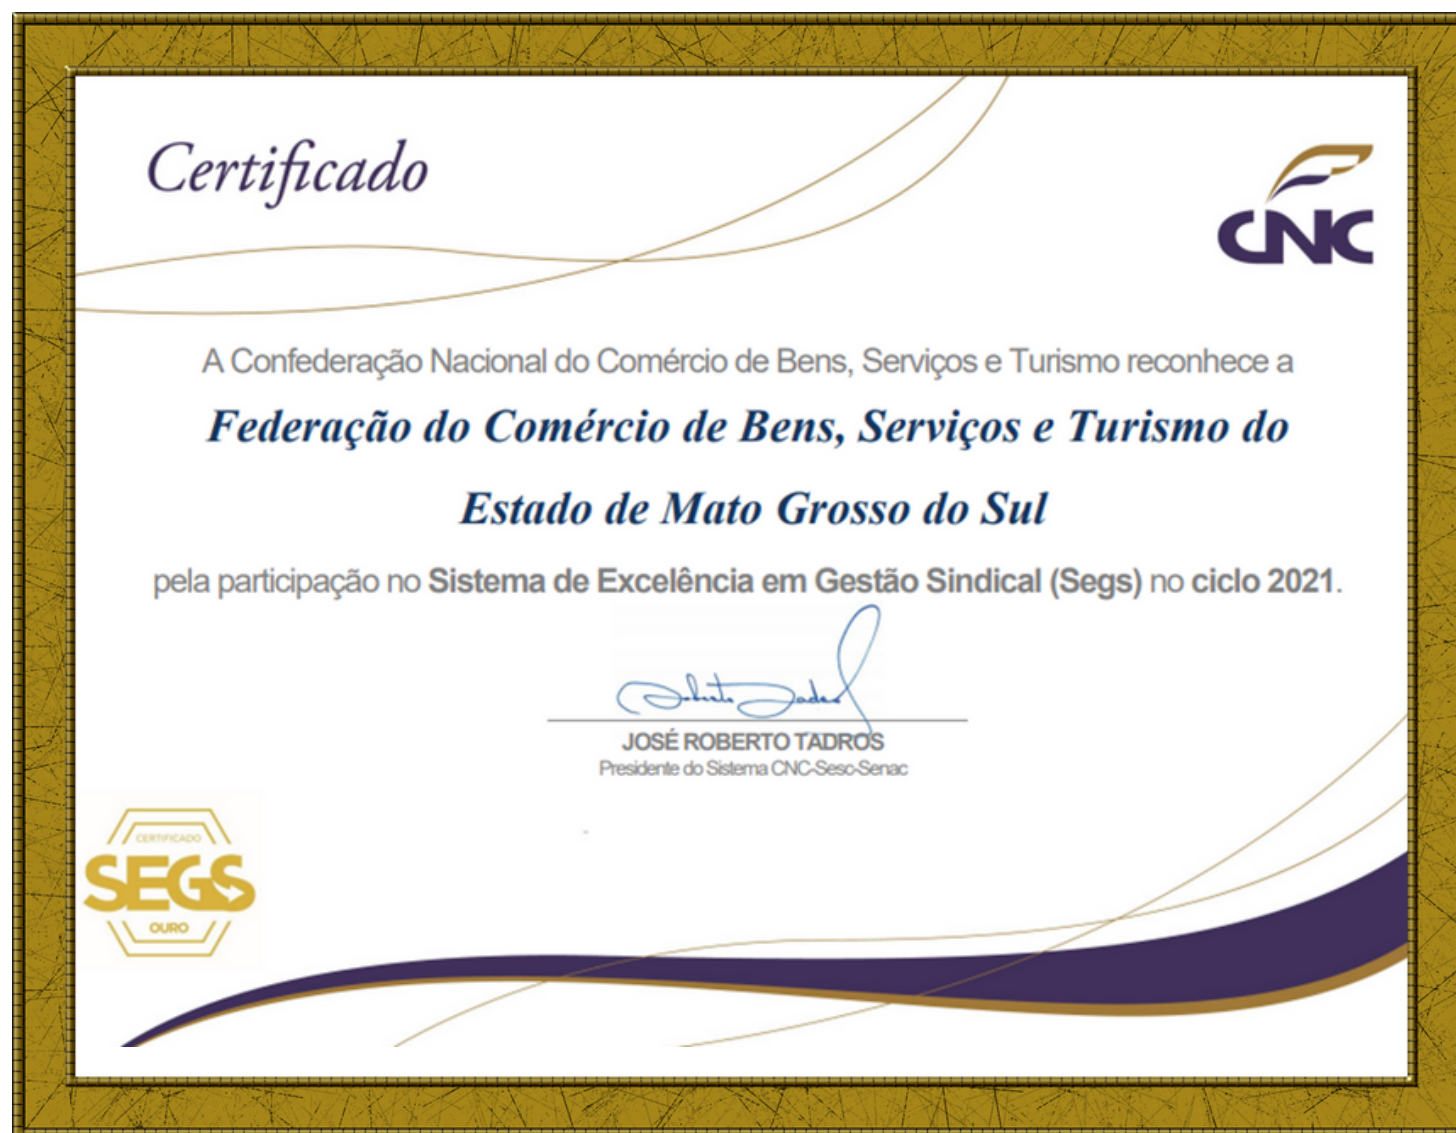 Certificado
CNC
A Confederação Nacional do Comércio de Bens, Serviços e Turismo reconhece a
Federação do Comércio de Bens, Serviços e Turismo do
Estado de Mato Grosso do Sul
pela participação no Sistema de Excelência em Gestão Sindical (Segs) no ciclo 2021.
Roberto Tadros
JOSÉ ROBERTO TADROS
Presidente do Sistema CNC-Sesc-Senac
CERTIFICADO
SEGS
OURO